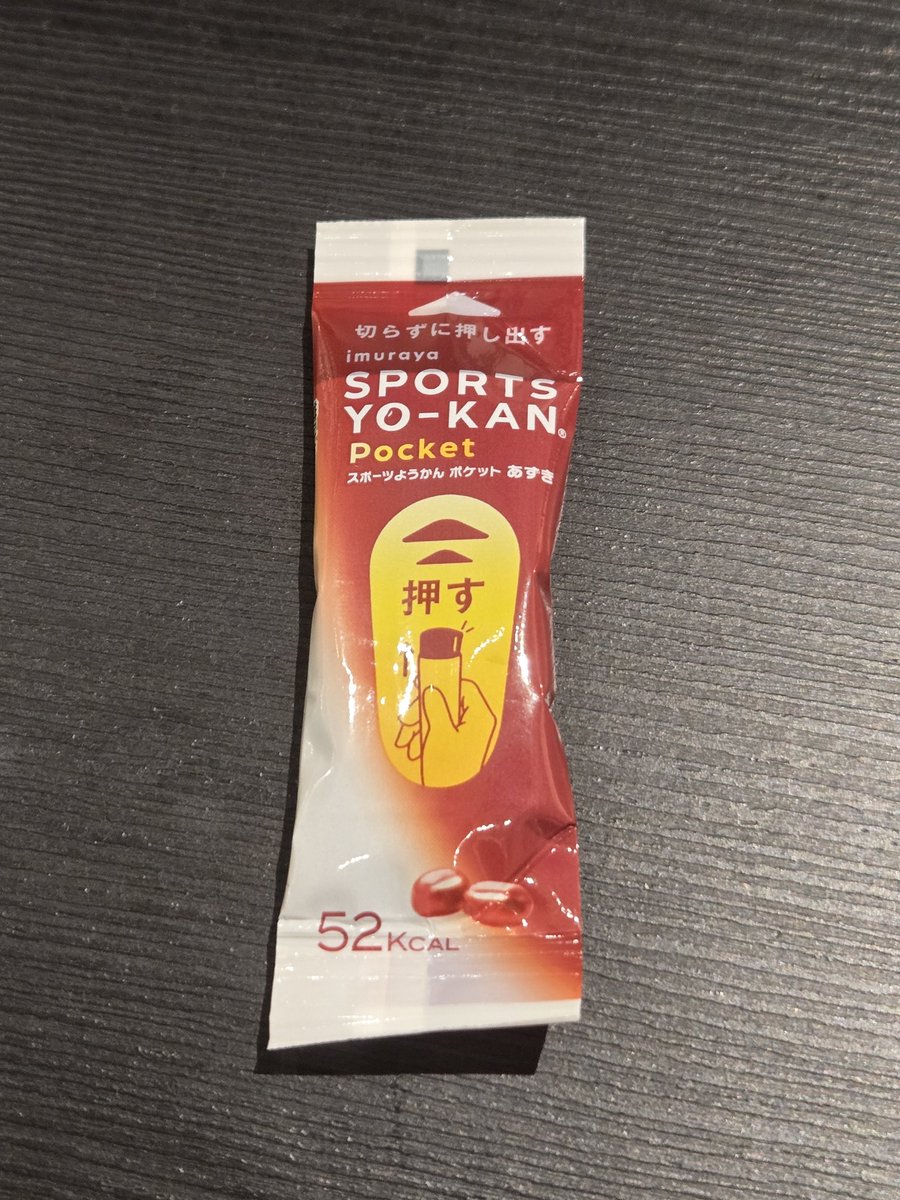 切らずに押し出す
imuraya
SPORTS
YO-KAN®
Pocket
スポーツようかん ポケット あずき
押す
52KCAL